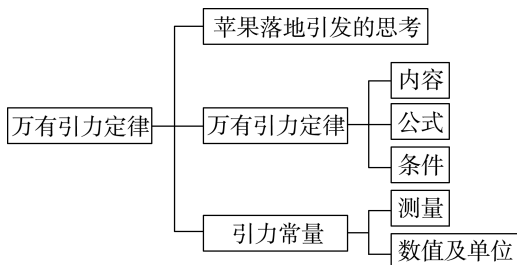 苹果落地引发的思考
万有引力定律
万有引力定律
内容
公式
条件
引力常量
测量
数值及单位